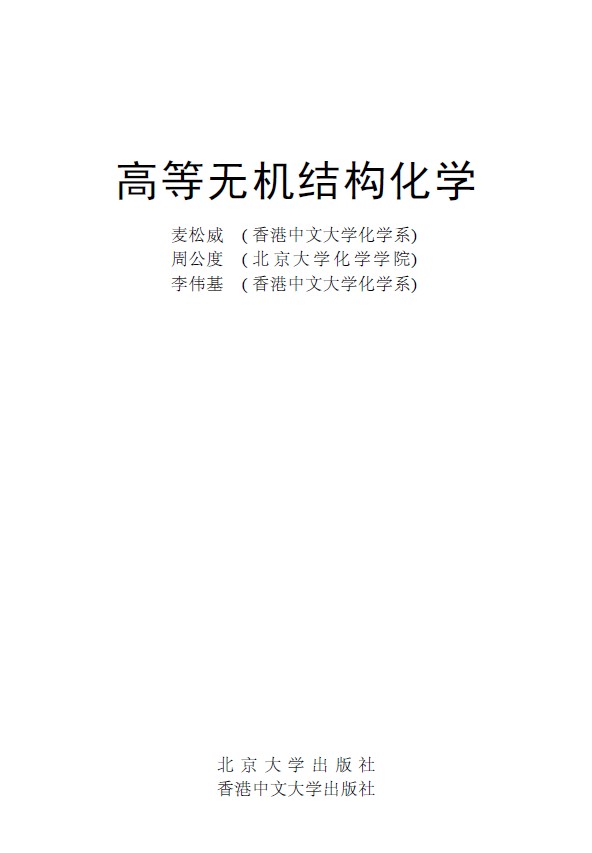 高等无机结构化学
麦松威 (香港中文大学化学系)
周公度 (北京大学化学学院)
李伟基 (香港中文大学化学系)
北京大学出版社
香港中文大学出版社